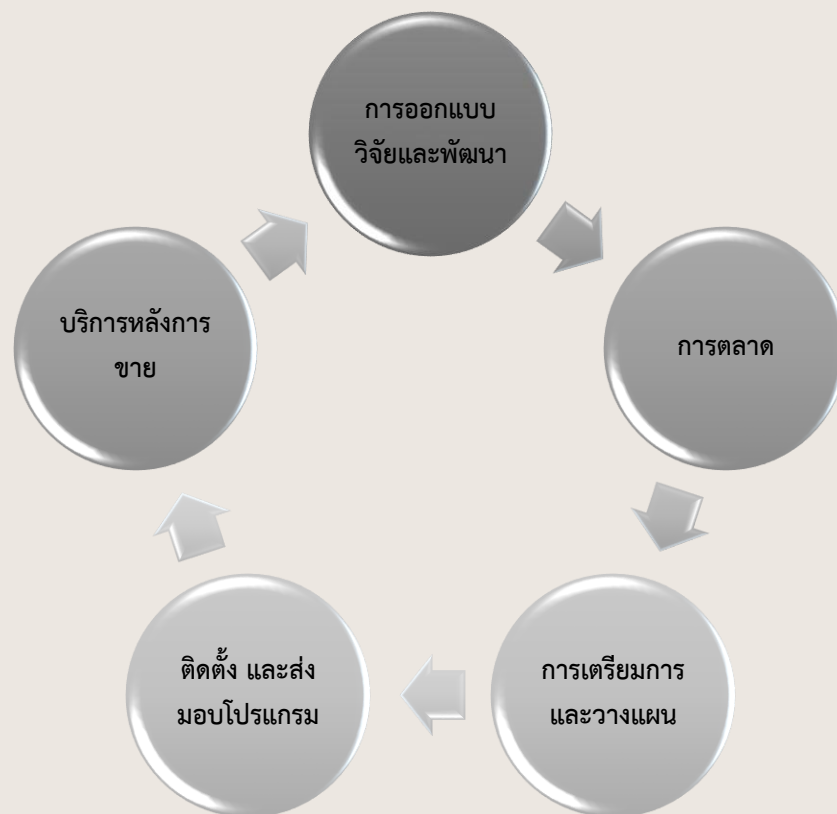 การออกแบบ
วิจัยและพัฒนา
การตลาด
การเตรียมการ
และวางแผน
ติดตั้ง และส่ง
มอบโปรแกรม
บริการหลังการ
ขาย